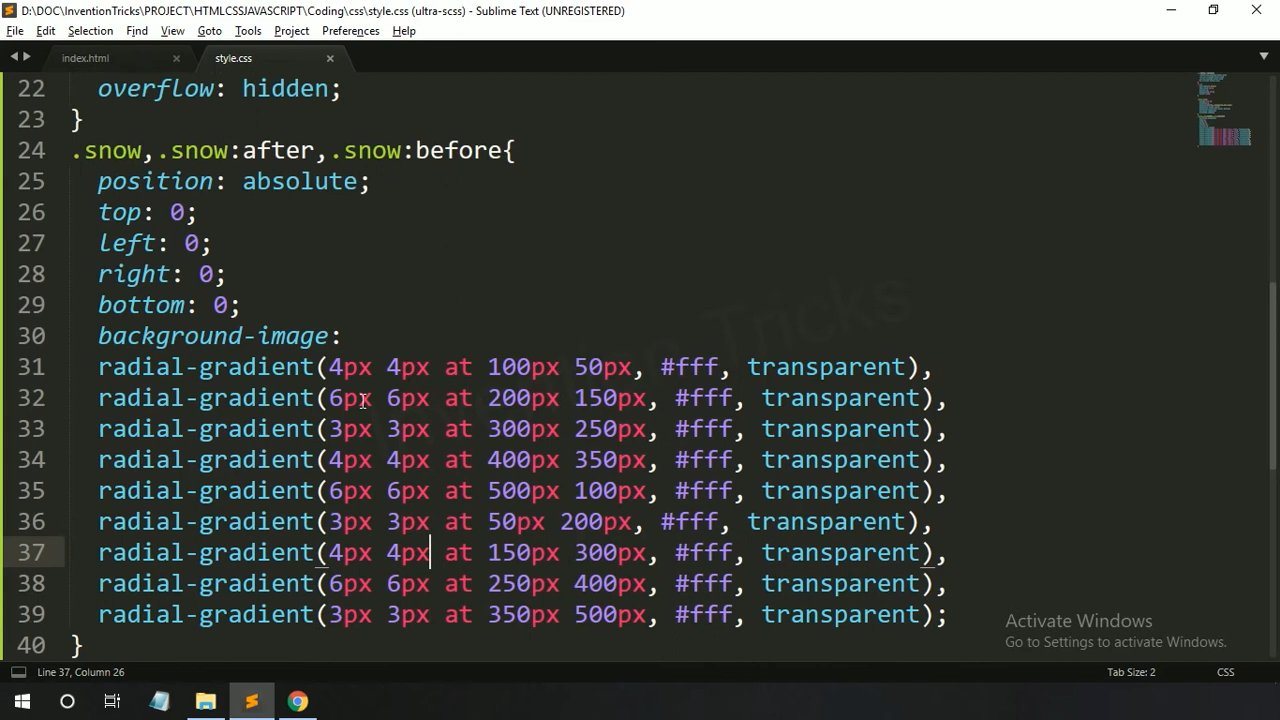 D:\DOC\InventionTricks\PROJECT\HTMLCSSJAVASCRIPT\Coding\css\style.css (ultra-scss) - Sublime Text (UNREGISTERED)
File Edit Selection Find View Goto Tools Project Preferences Help
index.html style.css
22 overflow: hidden;
23 }
24 .snow,.snow:after,.snow:before{
25 position: absolute;
26 top: 0;
27 left: 0;
28 right: 0;
29 bottom: 0;
30 background-image:
31 radial-gradient(4px 4px at 100px 50px, #fff, transparent),
32 radial-gradient(6px 6px at 200px 150px, #fff, transparent),
33 radial-gradient(3px 3px at 300px 250px, #fff, transparent),
34 radial-gradient(4px 4px at 400px 350px, #fff, transparent),
35 radial-gradient(6px 6px at 500px 100px, #fff, transparent),
36 radial-gradient(3px 3px at 50px 200px, #fff, transparent),
37 radial-gradient(4px 4px at 150px 300px, #fff, transparent),
38 radial-gradient(6px 6px at 250px 400px, #fff, transparent),
39 radial-gradient(3px 3px at 350px 500px, #fff, transparent);
40 }
Invention Tricks
Activate Windows
Go to Settings to activate Windows.
Line 37, Column 26 Tab Size: 2 CSS